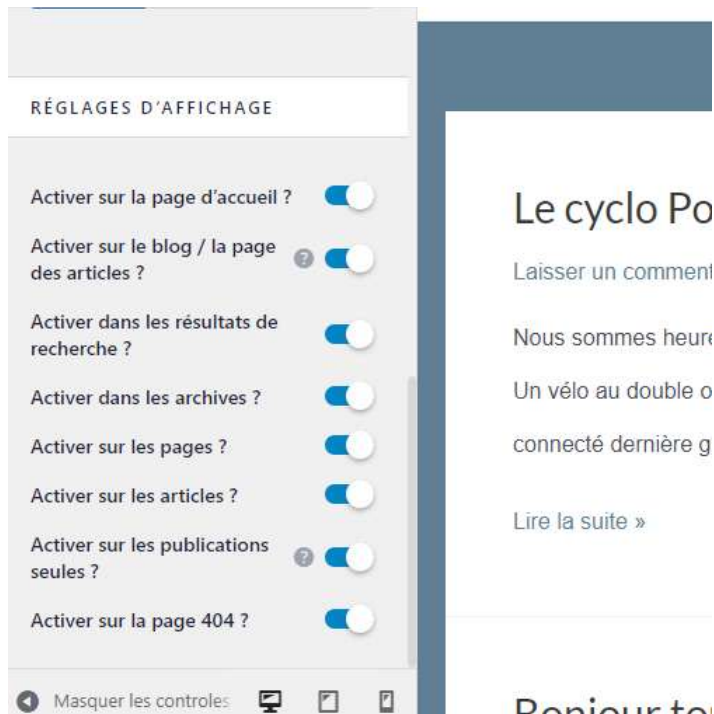 RÉGLAGES D'AFFICHAGE
Activer sur la page d'accueil ?
Activer sur le blog / la page
des articles ?
Activer dans les résultats de
recherche ?
Activer dans les archives ?
Activer sur les pages ?
Activer sur les articles ?
Activer sur les publications
seules ?
Activer sur la page 404 ?
Masquer les controles
Le cyclo Po
Laisser un comment
Nous sommes heure
Un vélo au double o
connecté dernière g
Lire la suite »
Bonjour to